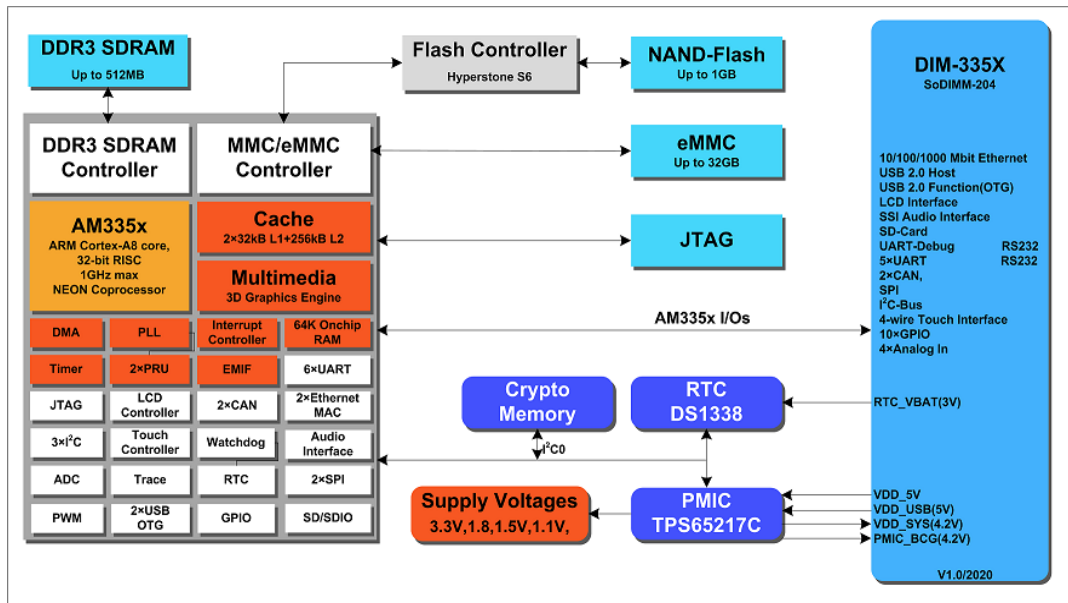 DDR3 SDRAM
Up to 512MB
Flash Controller
Hyperstone S6
NAND-Flash
Up to 1GB
DDR3 SDRAM
Controller
MMC/eMMC
Controller
eMMC
Up to 32GB
AM335x
ARM Cortex-A8 core,
32-bit RISC
1GHz max
NEON Coprocessor
Cache
2×32kB L1+256kB L2
JTAG
Multimedia
3D Graphics Engine
DMA
PLL
Interrupt
Controller
64K Onchip
RAM
Timer
2×PRU
EMIF
6×UART
JTAG
LCD
Controller
2×CAN
2×Ethernet
MAC
3×I²C
Touch
Controller
Watchdog
Audio
Interface
ADC
Trace
RTC
2×SPI
PWM
2×USB
OTG
GPIO
SD/SDIO
AM335x I/Os
Crypto
Memory
RTC
DS1338
I²C0
Supply Voltages
3.3V,1.8,1.5V,1.1V,
PMIC
TPS65217C
DIM-335X
SoDIMM-204
10/100/1000 Mbit Ethernet
USB 2.0 Host
USB 2.0 Function(OTG)
LCD Interface
SSI Audio Interface
SD-Card
UART-Debug RS232
5×UART RS232
2×CAN,
SPI
I²C-Bus
4-wire Touch Interface
10×GPIO
4×Analog In
RTC_VBAT(3V)
VDD_5V
VDD_USB(5V)
VDD_SYS(4.2V)
PMIC_BCG(4.2V)
V1.0/2020